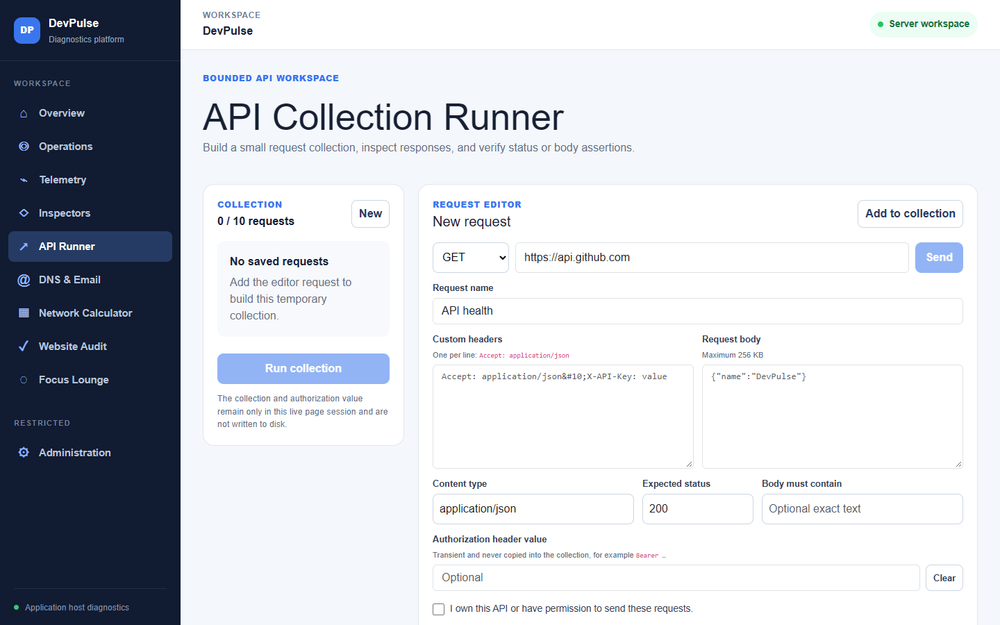 DP
DevPulse
Diagnostics platform
WORKSPACE
Overview
Operations
Telemetry
Inspectors
API Runner
DNS & Email
Network Calculator
Website Audit
Focus Lounge
RESTRICTED
Administration
Application host diagnostics
WORKSPACE
DevPulse
Server workspace
BOUNDED API WORKSPACE
API Collection Runner
Build a small request collection, inspect responses, and verify status or body assertions.
COLLECTION
0 / 10 requests
New
No saved requests
Add the editor request to
build this temporary
collection.
Run collection
The collection and authorization value
remain only in this live page session and are
not written to disk.
REQUEST EDITOR
New request
Add to collection
GET
https://api.github.com
Send
Request name
API health
Custom headers
One per line: Accept: application/json
Accept: application/json&#10;X-API-Key: value
Request body
Maximum 256 KB
{"name":"DevPulse"}
Content type
application/json
Expected status
200
Body must contain
Optional exact text
Authorization header value
Transient and never copied into the collection, for example Bearer …
Optional
Clear
I own this API or have permission to send these requests.